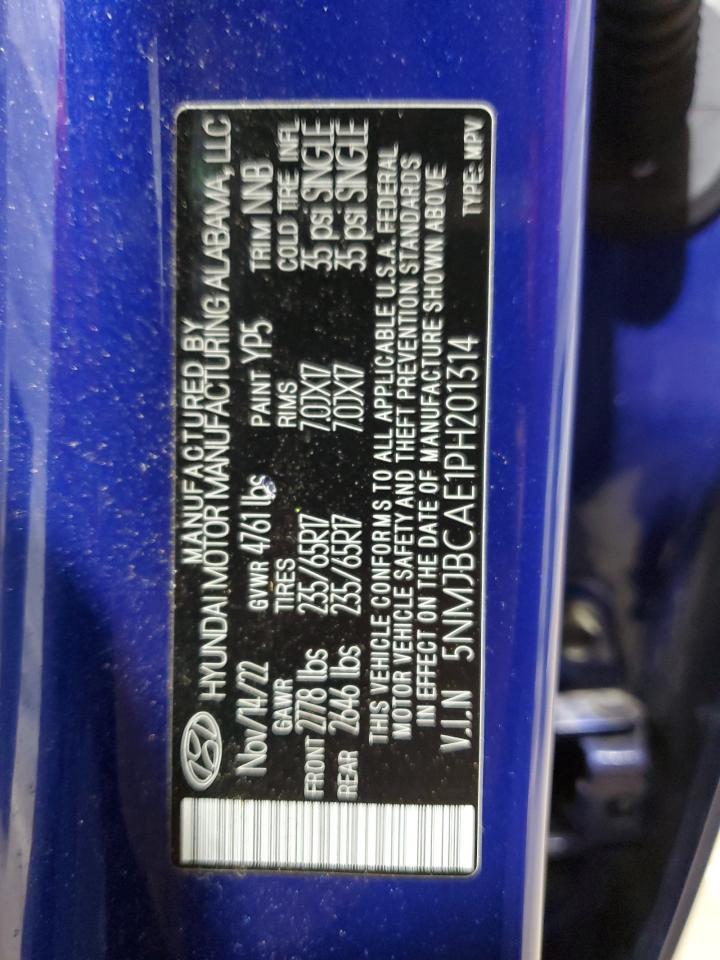 MANUFACTURED BY
HYUNDAI MOTOR MANUFACTURING ALABAMA, LLC
Nov/14/22 GVWR 4761 lbs PAINT YP5 TRIM NNB
GAWR TIRES RIMS COLD TIRE INFL
FRONT 2778 lbs 235/65R17 7.0JX17 35 psi SINGLE
REAR 2646 lbs 235/65R17 7.0JX17 35 psi SINGLE
THIS VEHICLE CONFORMS TO ALL APPLICABLE U.S.A. FEDERAL
MOTOR VEHICLE SAFETY AND THEFT PREVENTION STANDARDS
IN EFFECT ON THE DATE OF MANUFACTURE SHOWN ABOVE
V.I.N 5NMJBCAE1PH201314 TYPE: MPV